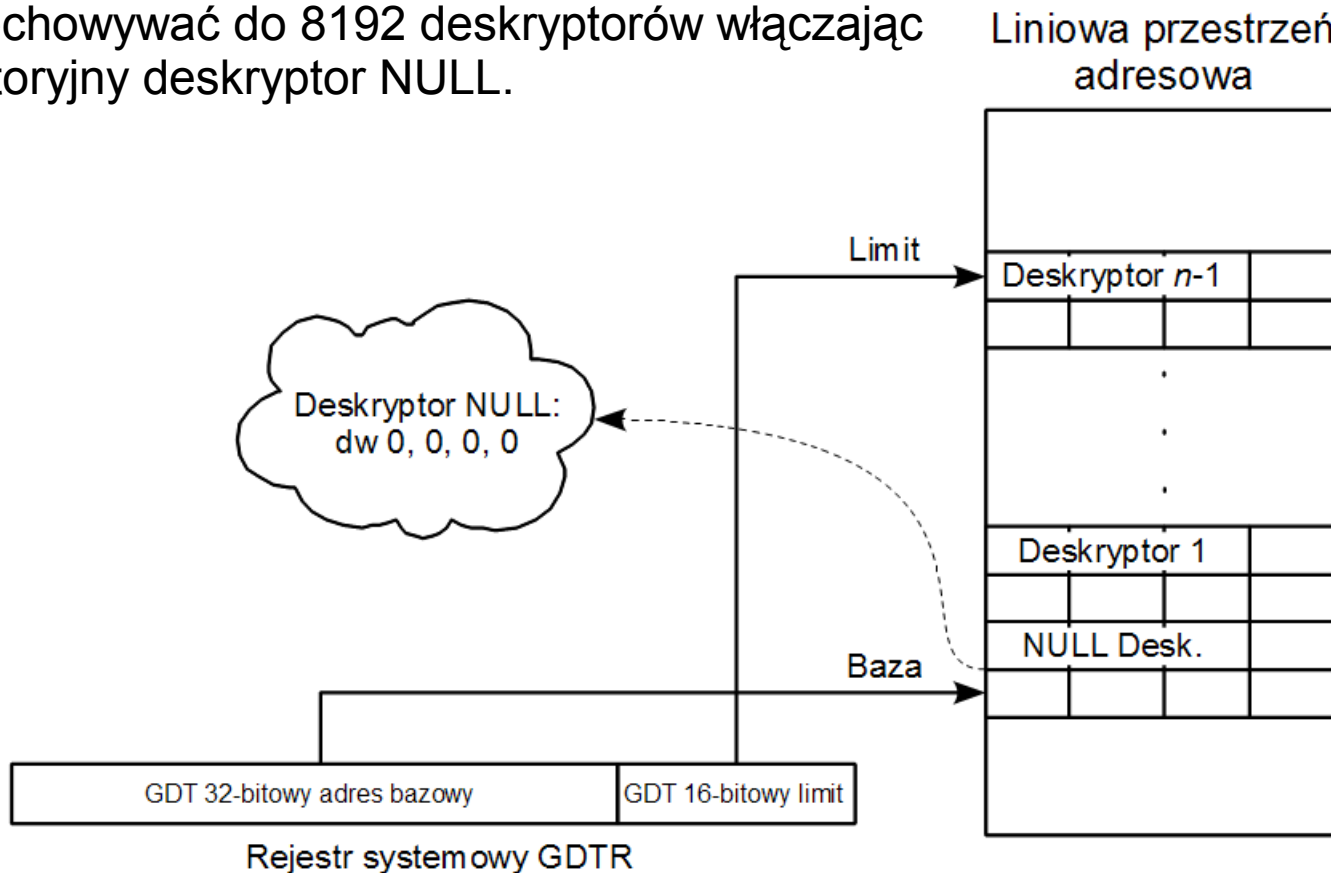 chowywać do 8192 deskryptorów włączając
toryjny deskryptor NULL.
Liniowa przestrzeń
adresowa
Limit
Deskryptor n-1
Deskryptor NULL:
dw 0, 0, 0, 0
Deskryptor 1
NULL Desk.
Baza
GDT 32-bitowy adres bazowy
GDT 16-bitowy limit
Rejestr systemowy GDTR